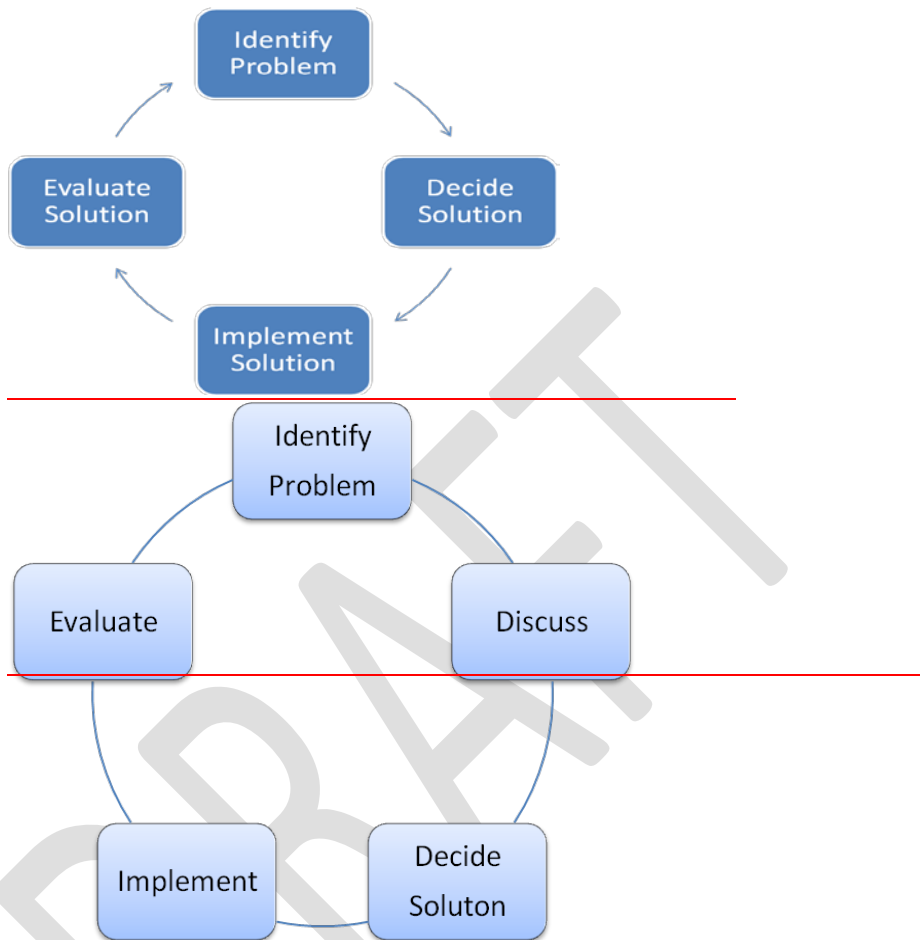 Identify
Problem
Evaluate
Solution
Decide
Solution
Implement
Solution
Identify
Problem
Evaluate
Discuss
Implement
Decide
Soluton
DRAFT